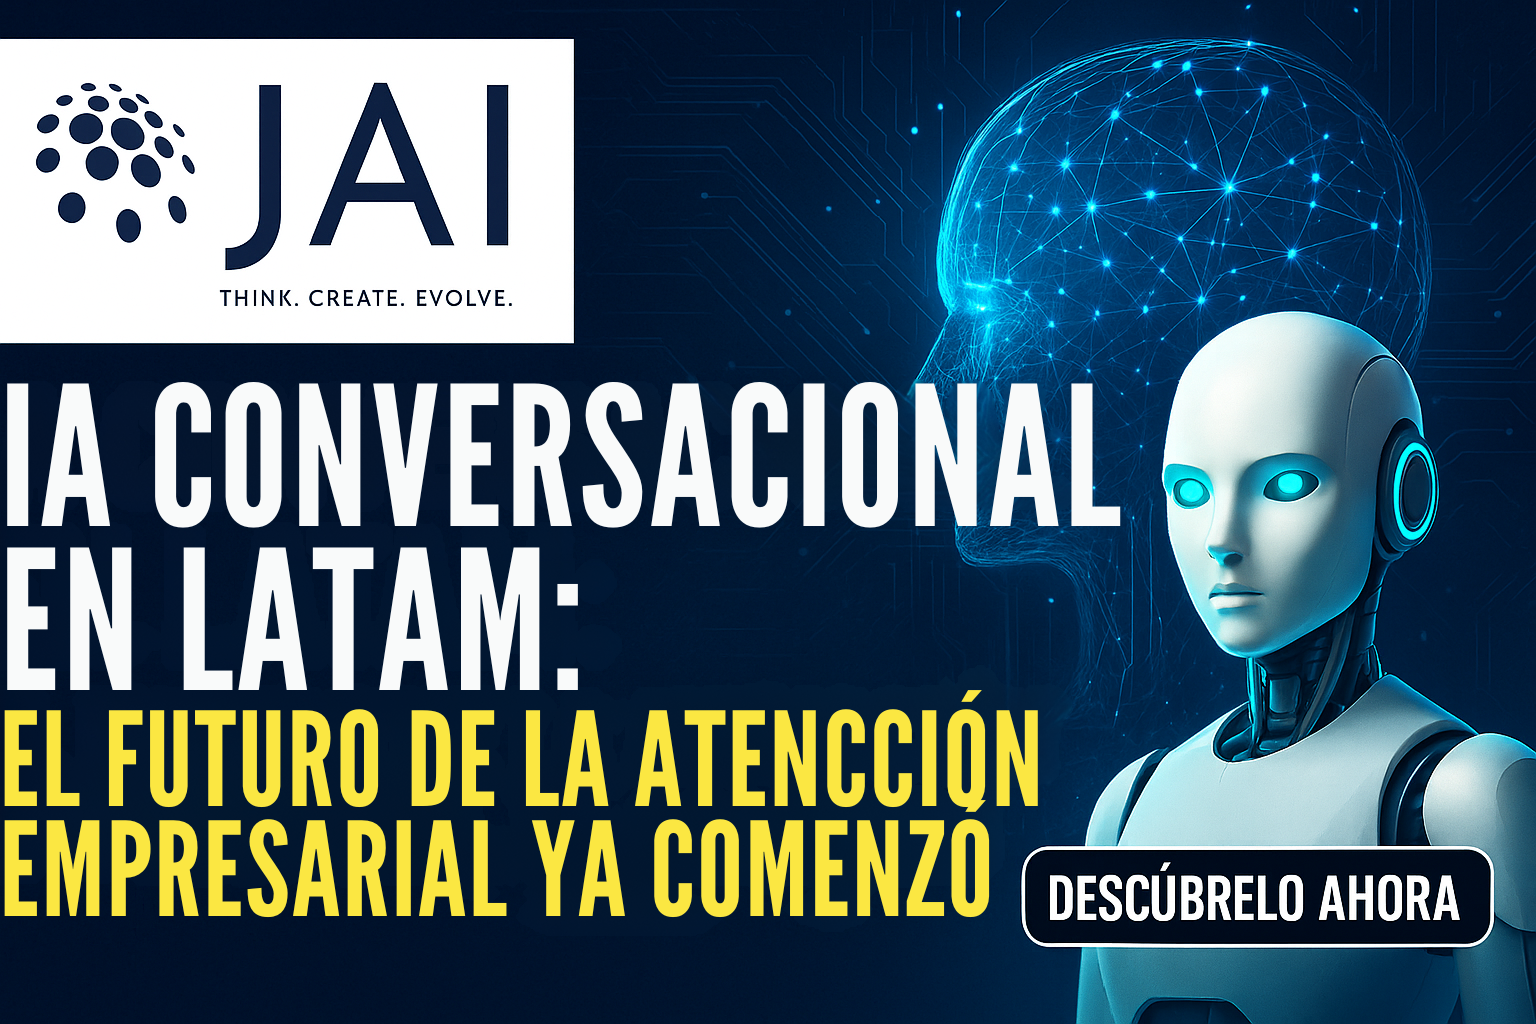 JAI
THINK. CREATE. EVOLVE.
IA CONVERSACIONAL
EN LATAM:
EL FUTURO DE LA ATENCCIÓN
EMPRESARIAL YA COMENZÓ
DESCÚBRELO AHORA